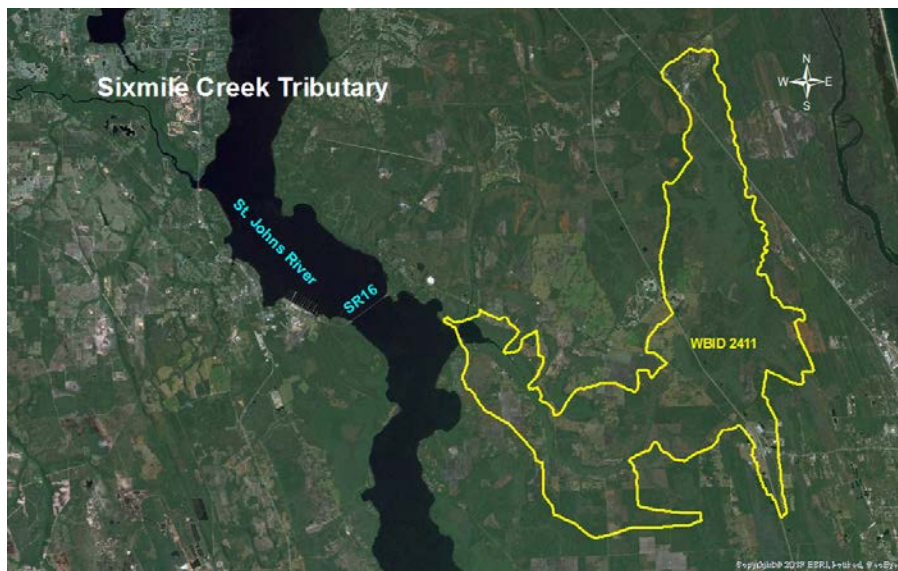 Sixmile Creek Tributary
N
W
E
S
St. Johns River
SR16
WBID 2411